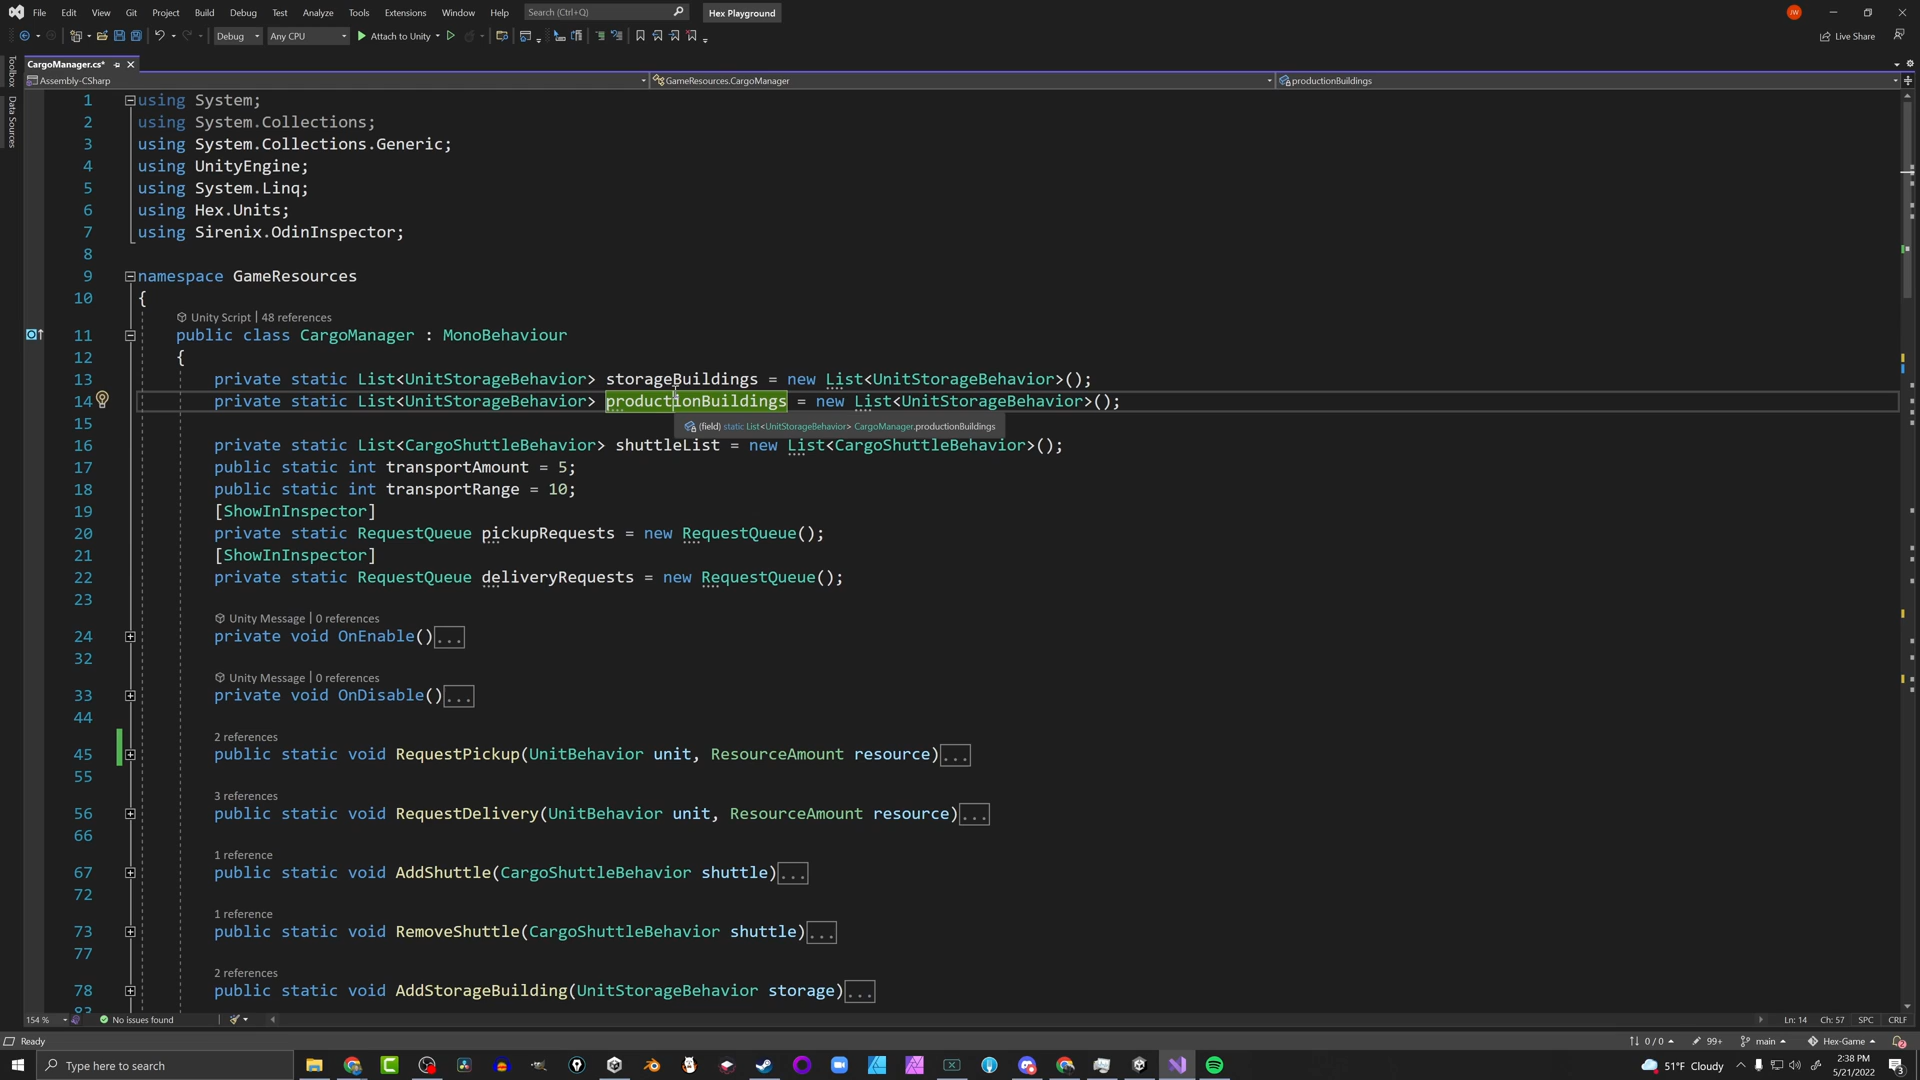 File Edit View Git Project Build Debug Test Analyze Tools Extensions Window Help Search (Ctrl+Q) Hex Playground JW
Debug Any CPU Attach to Unity Live Share
CargoManager.cs*
Assembly-CSharp GameResources.CargoManager productionBuildings
Toolbox
Data Sources
1 using System;
2 using System.Collections;
3 using System.Collections.Generic;
4 using UnityEngine;
5 using System.Linq;
6 using Hex.Units;
7 using Sirenix.OdinInspector;
8
9 namespace GameResources
10 {
Unity Script | 48 references
11 public class CargoManager : MonoBehaviour
12 {
13 private static List<UnitStorageBehavior> storageBuildings = new List<UnitStorageBehavior>();
14 private static List<UnitStorageBehavior> productionBuildings = new List<UnitStorageBehavior>();
15 (field) static List<UnitStorageBehavior> CargoManager.productionBuildings
16 private static List<CargoShuttleBehavior> shuttleList = new List<CargoShuttleBehavior>();
17 public static int transportAmount = 5;
18 public static int transportRange = 10;
19 [ShowInInspector]
20 private static RequestQueue pickupRequests = new RequestQueue();
21 [ShowInInspector]
22 private static RequestQueue deliveryRequests = new RequestQueue();
23
Unity Message | 0 references
24 private void OnEnable()...
32
Unity Message | 0 references
33 private void OnDisable()...
44
2 references
45 public static void RequestPickup(UnitBehavior unit, ResourceAmount resource)...
55
3 references
56 public static void RequestDelivery(UnitBehavior unit, ResourceAmount resource)...
66
1 reference
67 public static void AddShuttle(CargoShuttleBehavior shuttle)...
72
1 reference
73 public static void RemoveShuttle(CargoShuttleBehavior shuttle)...
77
2 references
78 public static void AddStorageBuilding(UnitStorageBehavior storage)...
83
154 % No issues found Ln: 14 Ch: 57 SPC CRLF
Ready 0 / 0 99+ main Hex-Game 2
Type here to search 51°F Cloudy 2:38 PM
5/21/2022 3